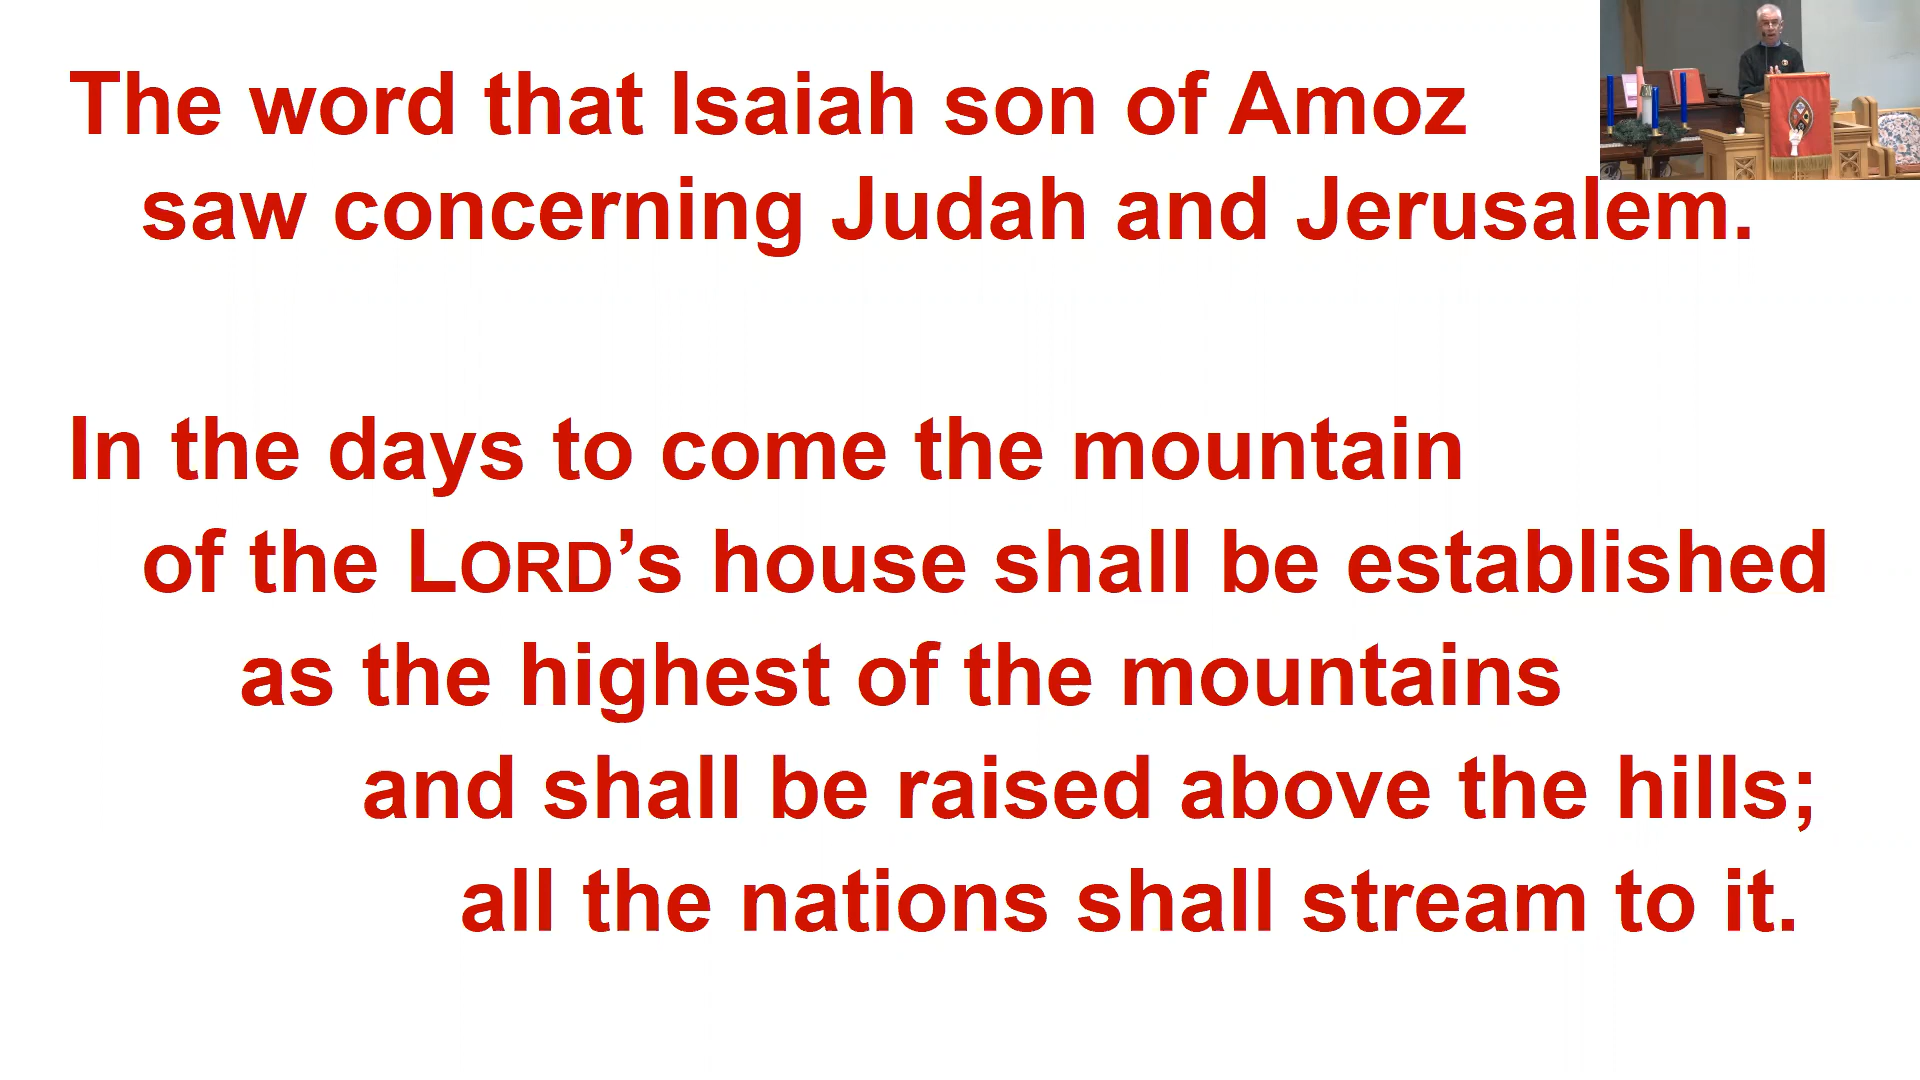 The word that Isaiah son of Amoz
saw concerning Judah and Jerusalem.
In the days to come the mountain
of the LORD’s house shall be established
as the highest of the mountains
and shall be raised above the hills;
all the nations shall stream to it.